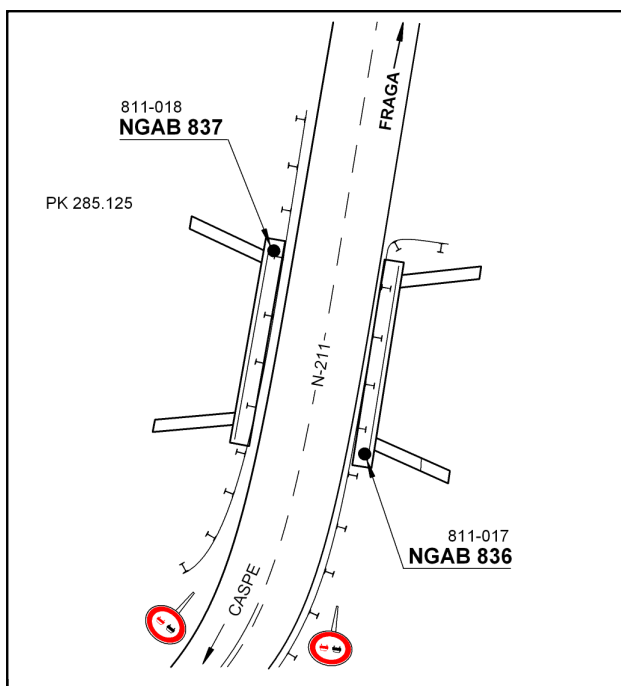 FRAGA
811-018
NGAB 837
PK 285.125
N-211
811-017
NGAB 836
CASPE